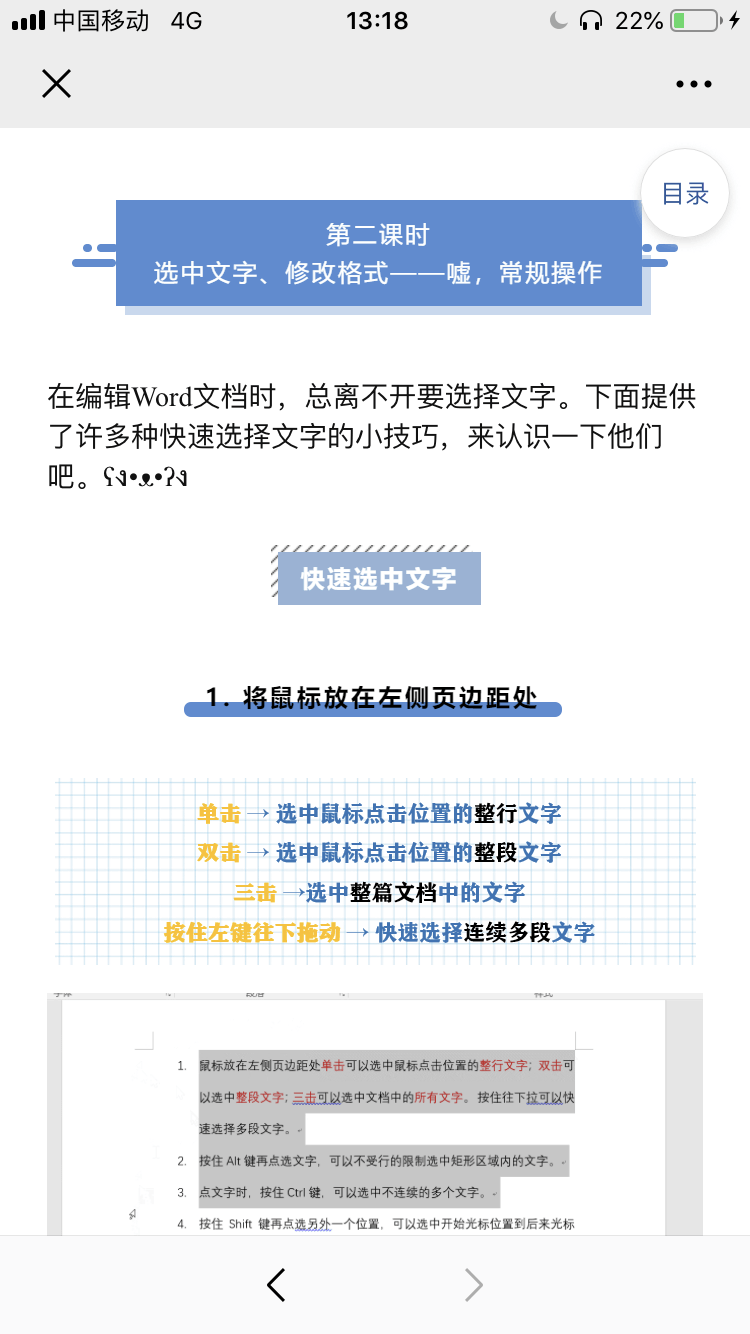 中国移动 4G 13:18 22%
目录
第二课时
选中文字、修改格式——嘘，常规操作
在编辑Word文档时，总离不开要选择文字。下面提供
了许多种快速选择文字的小技巧，来认识一下他们
吧。ʕง•ᴥ•ʔง
快速选中文字
1. 将鼠标放在左侧页边距处
单击 → 选中鼠标点击位置的整行文字
双击 → 选中鼠标点击位置的整段文字
三击 →选中整篇文档中的文字
按住左键往下拖动 → 快速选择连续多段文字
字体 段落 样式
1. 鼠标放在左侧页边距处单击可以选中鼠标点击位置的整行文字；双击可
以选中整段文字；三击可以选中文档中的所有文字。按住往下拉可以快
速选择多段文字。
2. 按住 Alt 键再点选文字，可以不受行的限制选中矩形区域内的文字。
3. 点文字时，按住 Ctrl 键，可以选中不连续的多个文字。
4. 按住 Shift 键再点选另外一个位置，可以选中开始光标位置到后来光标